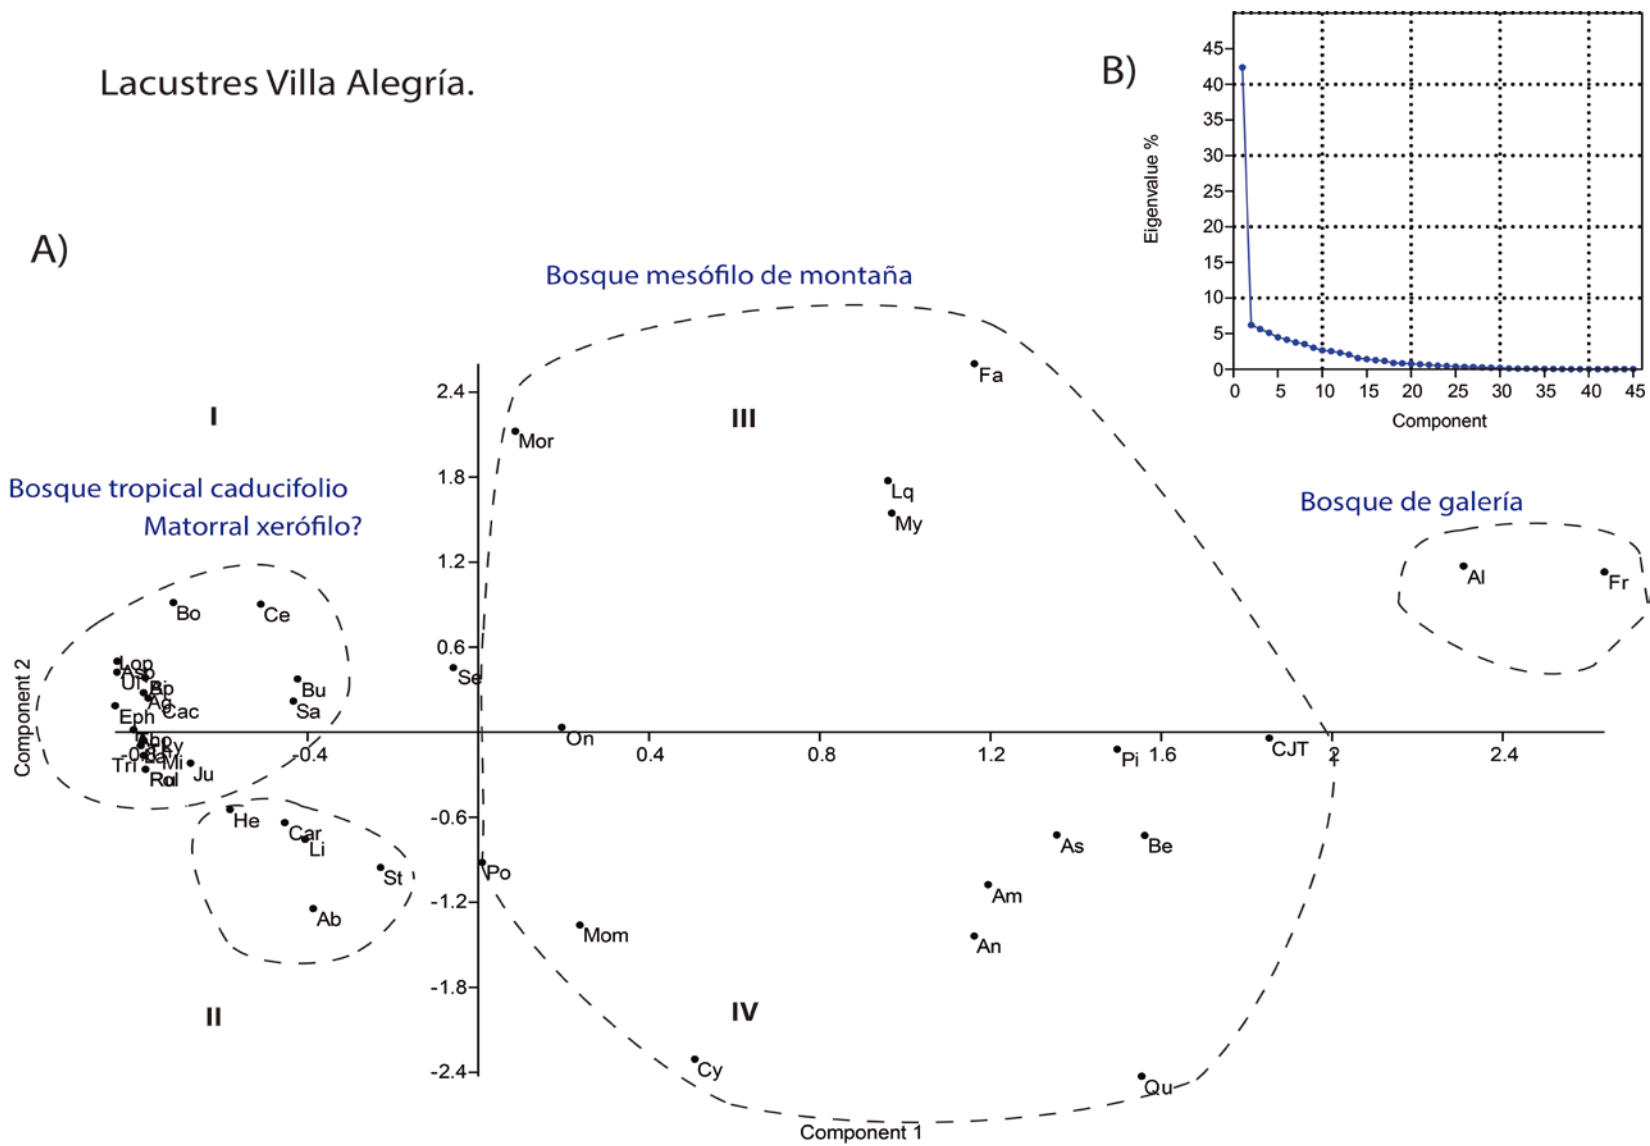 Lacustres Villa Alegría.
B)
45
40
35
30
25
20
15
10
5
0
Eigenvalue %
0 5 10 15 20 25 30 35 40 45
Component
A)
Bosque mesófilo de montaña
I
III
Bosque tropical caducifolio
Matorral xerófilo?
Bosque de galería
2.4
1.8
1.2
0.6
-0.6
-1.2
-1.8
-2.4
Fa
Mor
Lq
My
Al
Fr
Bo
Ce
Lop
Asp
Ul
Ag
Cac
Bu
Sa
Se
Eph
On
-0.4 0.4 0.8 1.2 1.6 2 2.4
Pi
CJT
Tri
Mi
Ju
He
Car
Li
St
Ab
Po
Mom
As
Be
Am
An
II
IV
Cy
Qu
Component 2
Component 1